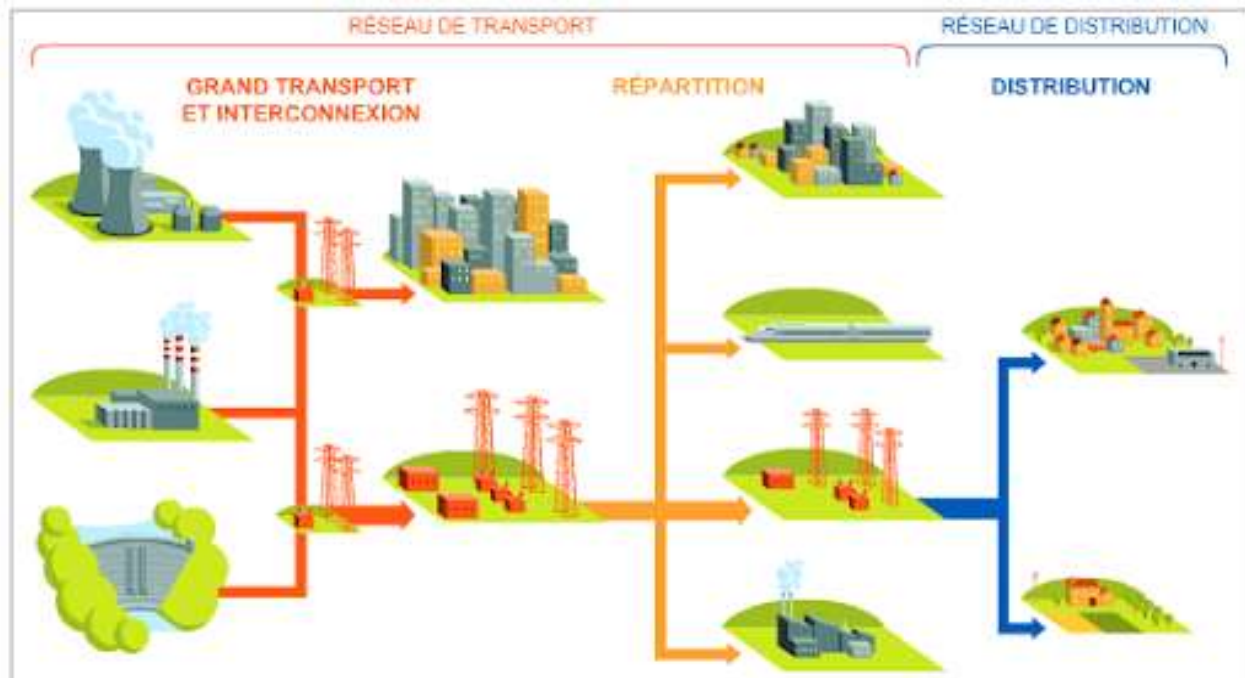 RÉSEAU DE TRANSPORT
RÉSEAU DE DISTRIBUTION
GRAND TRANSPORT
ET INTERCONNEXION
RÉPARTITION
DISTRIBUTION